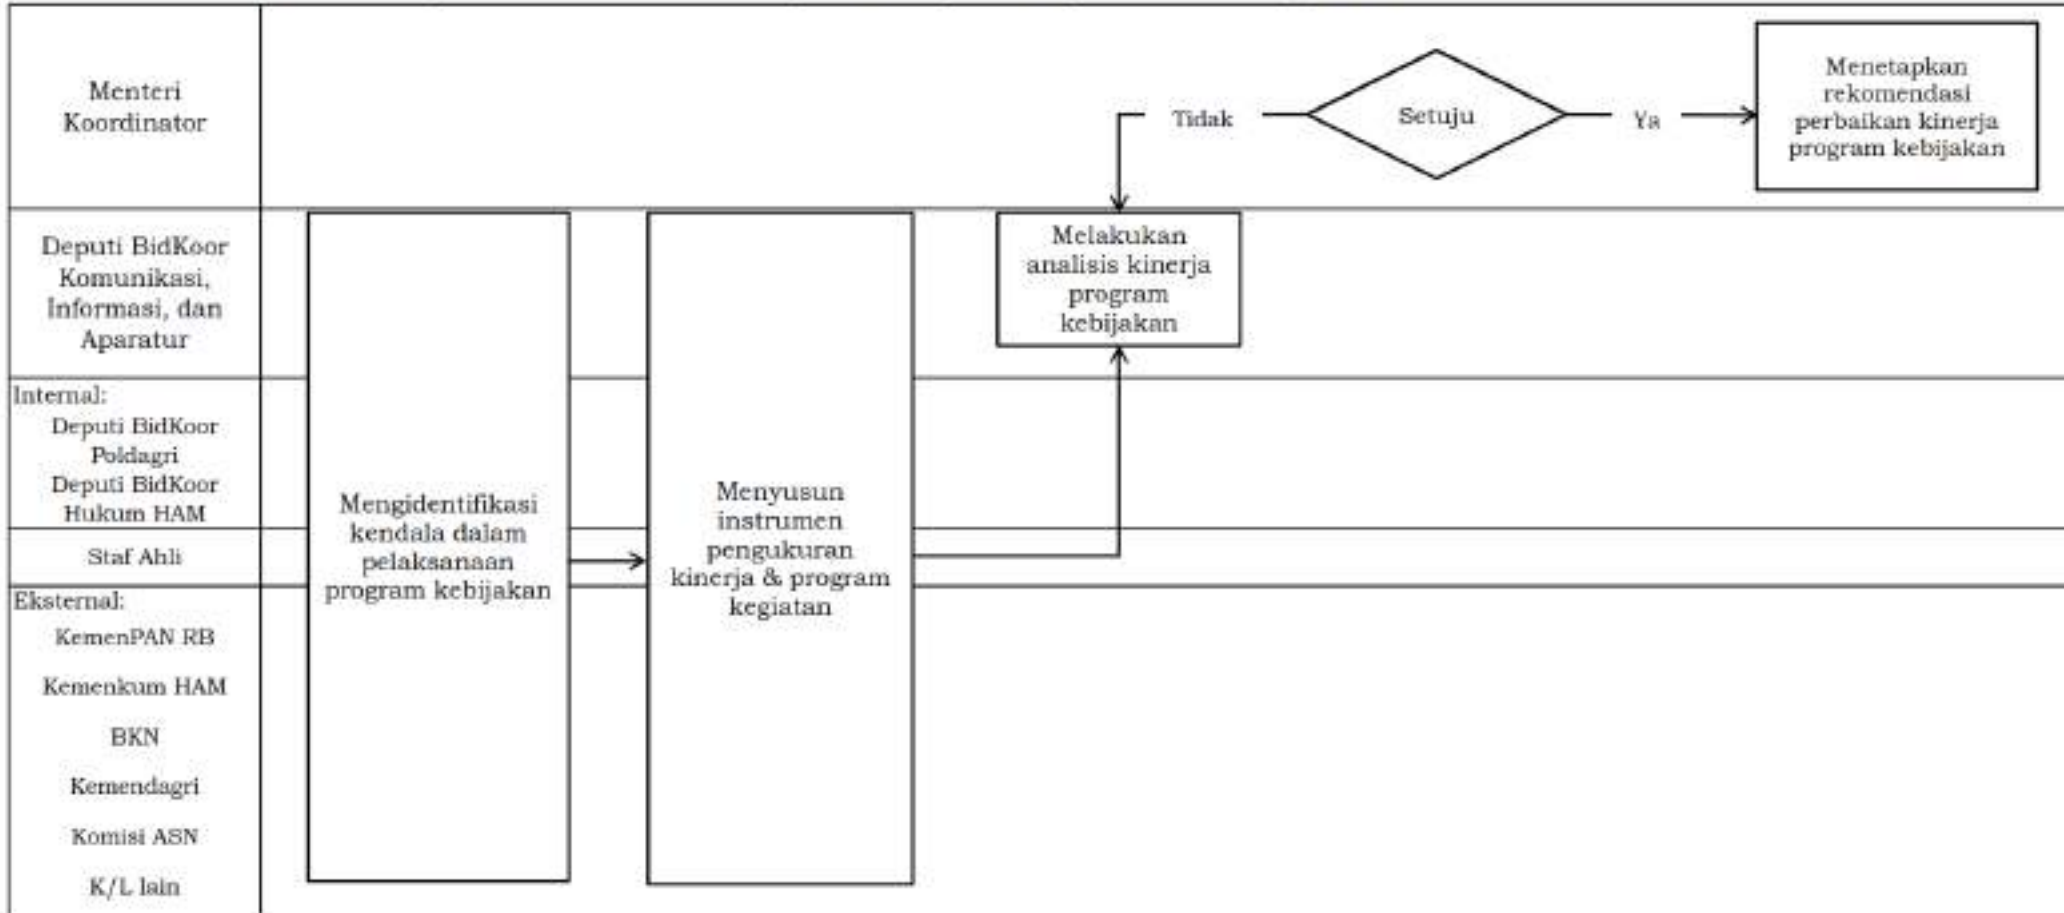 Menteri
Koordinator
Tidak
Setuju
Ya
Menetapkan
rekomendasi
perbaikan kinerja
program kebijakan
Deputi BidKoor
Komunikasi,
Informasi, dan
Aparatur
Melakukan
analisis kinerja
program
kebijakan
Internal:
Deputi BidKoor
Poldagri
Deputi BidKoor
Hukum HAM
Staf Ahli
Mengidentifikasi
kendala dalam
pelaksanaan
program kebijakan
Menyusun
instrumen
pengukuran
kinerja & program
kegiatan
Eksternal:
KemenPAN RB
Kemenkum HAM
BKN
Kemendagri
Komisi ASN
K/L lain